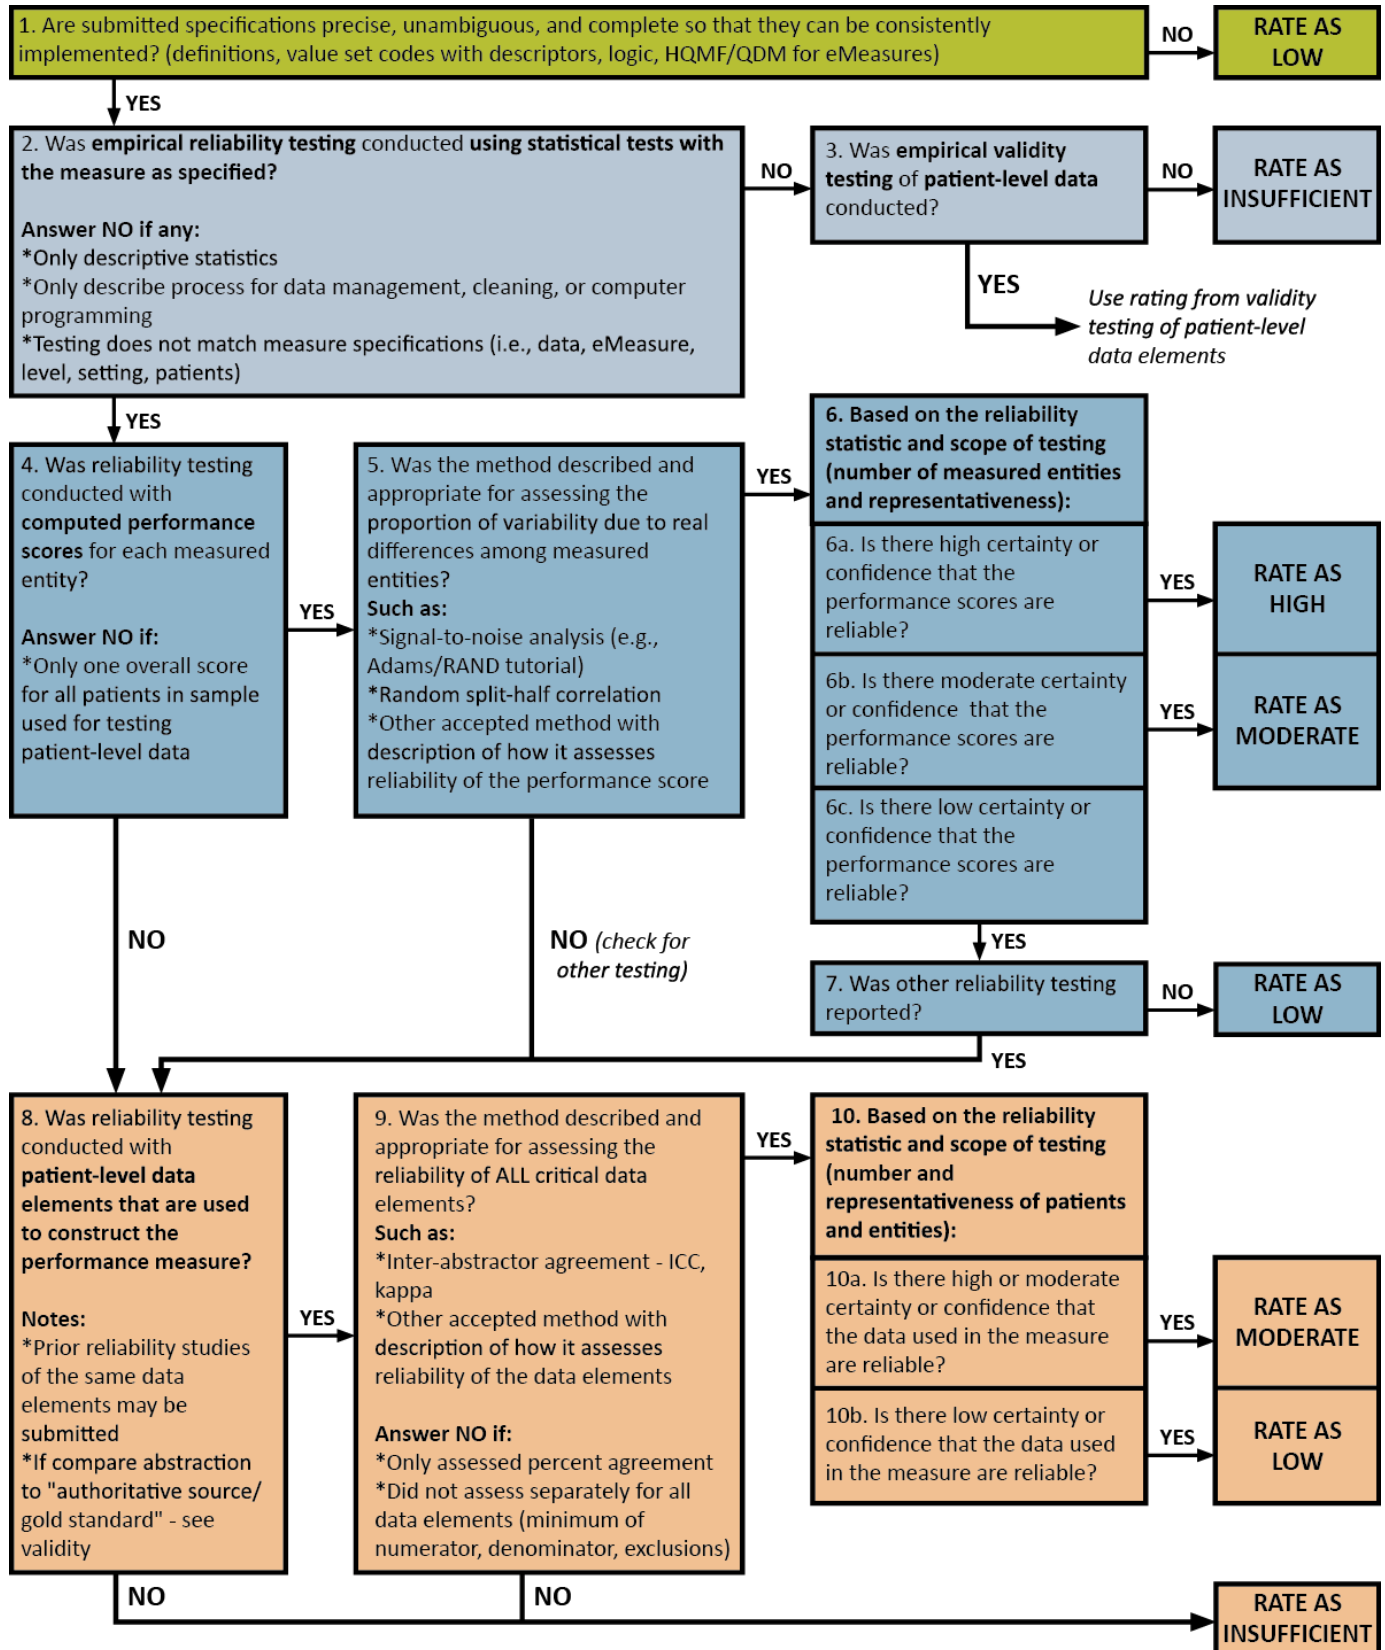 1. Are submitted specifications precise, unambiguous, and complete so that they can be consistently
implemented? (definitions, value set codes with descriptors, logic, HQMF/QDM for eMeasures)
NO
RATE AS
LOW
YES
2. Was empirical reliability testing conducted using statistical tests with
the measure as specified?
Answer NO if any:
*Only descriptive statistics
*Only describe process for data management, cleaning, or computer
programming
*Testing does not match measure specifications (i.e., data, eMeasure,
level, setting, patients)
NO
3. Was empirical validity
testing of patient-level data
conducted?
NO
RATE AS
INSUFFICIENT
YES
Use rating from validity
testing of patient-level
data elements
YES
4. Was reliability testing
conducted with
computed performance
scores for each measured
entity?
Answer NO if:
*Only one overall score
for all patients in sample
used for testing
patient-level data
YES
5. Was the method described and
appropriate for assessing the
proportion of variability due to real
differences among measured
entities?
Such as:
*Signal-to-noise analysis (e.g.,
Adams/RAND tutorial)
*Random split-half correlation
*Other accepted method with
description of how it assesses
reliability of the performance score
YES
6. Based on the reliability
statistic and scope of testing
(number of measured entities
and representativeness):
6a. Is there high certainty or
confidence that the
performance scores are
reliable?
YES
RATE AS
HIGH
6b. Is there moderate certainty
or confidence that the
performance scores are
reliable?
YES
RATE AS
MODERATE
6c. Is there low certainty or
confidence that the
performance scores are
reliable?
YES
NO
NO (check for
other testing)
7. Was other reliability testing
reported?
NO
RATE AS
LOW
YES
8. Was reliability testing
conducted with
patient-level data
elements that are used
to construct the
performance measure?
Notes:
*Prior reliability studies
of the same data
elements may be
submitted
*If compare abstraction
to "authoritative source/
gold standard" - see
validity
YES
9. Was the method described and
appropriate for assessing the
reliability of ALL critical data
elements?
Such as:
*Inter-abstractor agreement - ICC,
kappa
*Other accepted method with
description of how it assesses
reliability of the data elements
Answer NO if:
*Only assessed percent agreement
*Did not assess separately for all
data elements (minimum of
numerator, denominator, exclusions)
YES
10. Based on the reliability
statistic and scope of testing
(number and
representativeness of patients
and entities):
10a. Is there high or moderate
certainty or confidence that
the data used in the measure
are reliable?
YES
RATE AS
MODERATE
10b. Is there low certainty or
confidence that the data used
in the measure are reliable?
YES
RATE AS
LOW
NO
NO
RATE AS
INSUFFICIENT